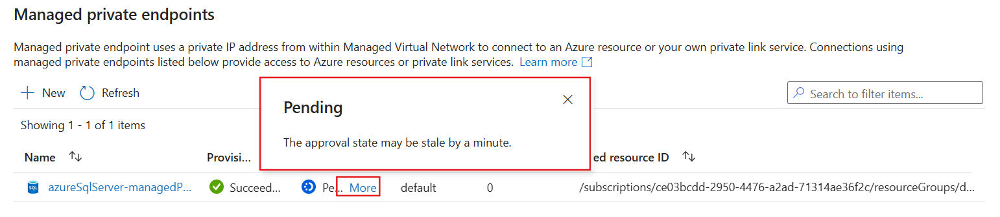 Managed private endpoints
Managed private endpoint uses a private IP address from within Managed Virtual Network to connect to an Azure resource or your own private link service. Connections using
managed private endpoints listed below provide access to Azure resources or private link services. Learn more
New Refresh Search to filter items...
Pending
The approval state may be stale by a minute.
Showing 1 - 1 of 1 items
Name Provisi... ed resource ID
SQL azureSqlServer-managedP... Succeed... Pe... More default 0 /subscriptions/ce03bcdd-2950-4476-a2ad-71314ae36f2c/resourceGroups/d...